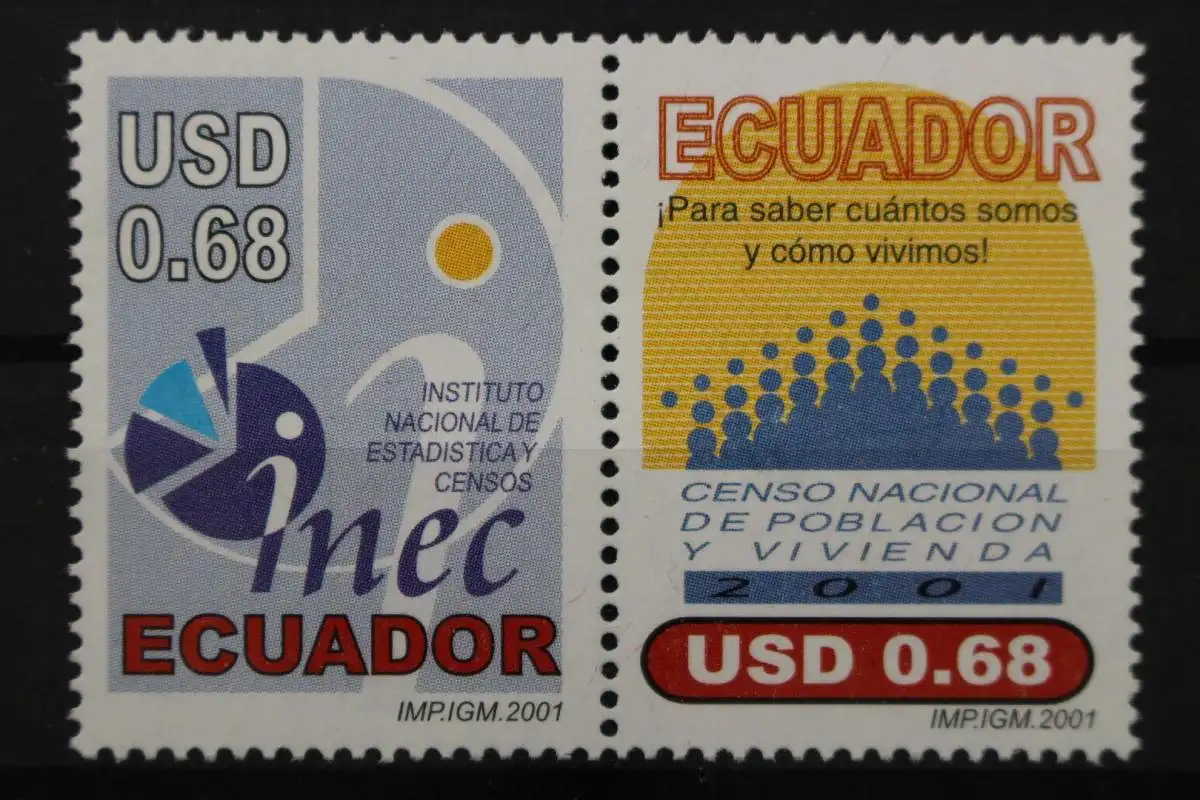 USD
0.68
INSTITUTO
NACIONAL DE
ESTADISTICA Y
CENSOS
inec
ECUADOR
IMP.IGM.2001
ECUADOR
¡Para saber cuántos somos
y cómo vivimos!
CENSO NACIONAL
DE POBLACION
Y VIVIENDA
2001
USD 0.68
IMP.IGM.2001